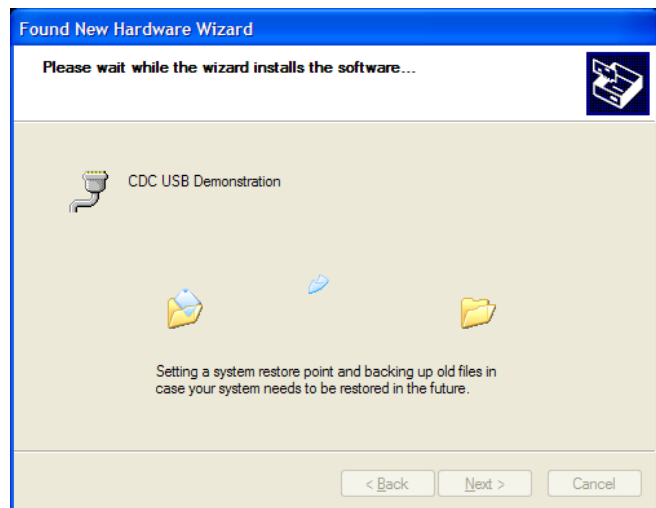 Found New Hardware Wizard
Please wait while the wizard installs the software...
CDC USB Demonstration
Setting a system restore point and backing up old files in
case your system needs to be restored in the future.
< Back Next > Cancel